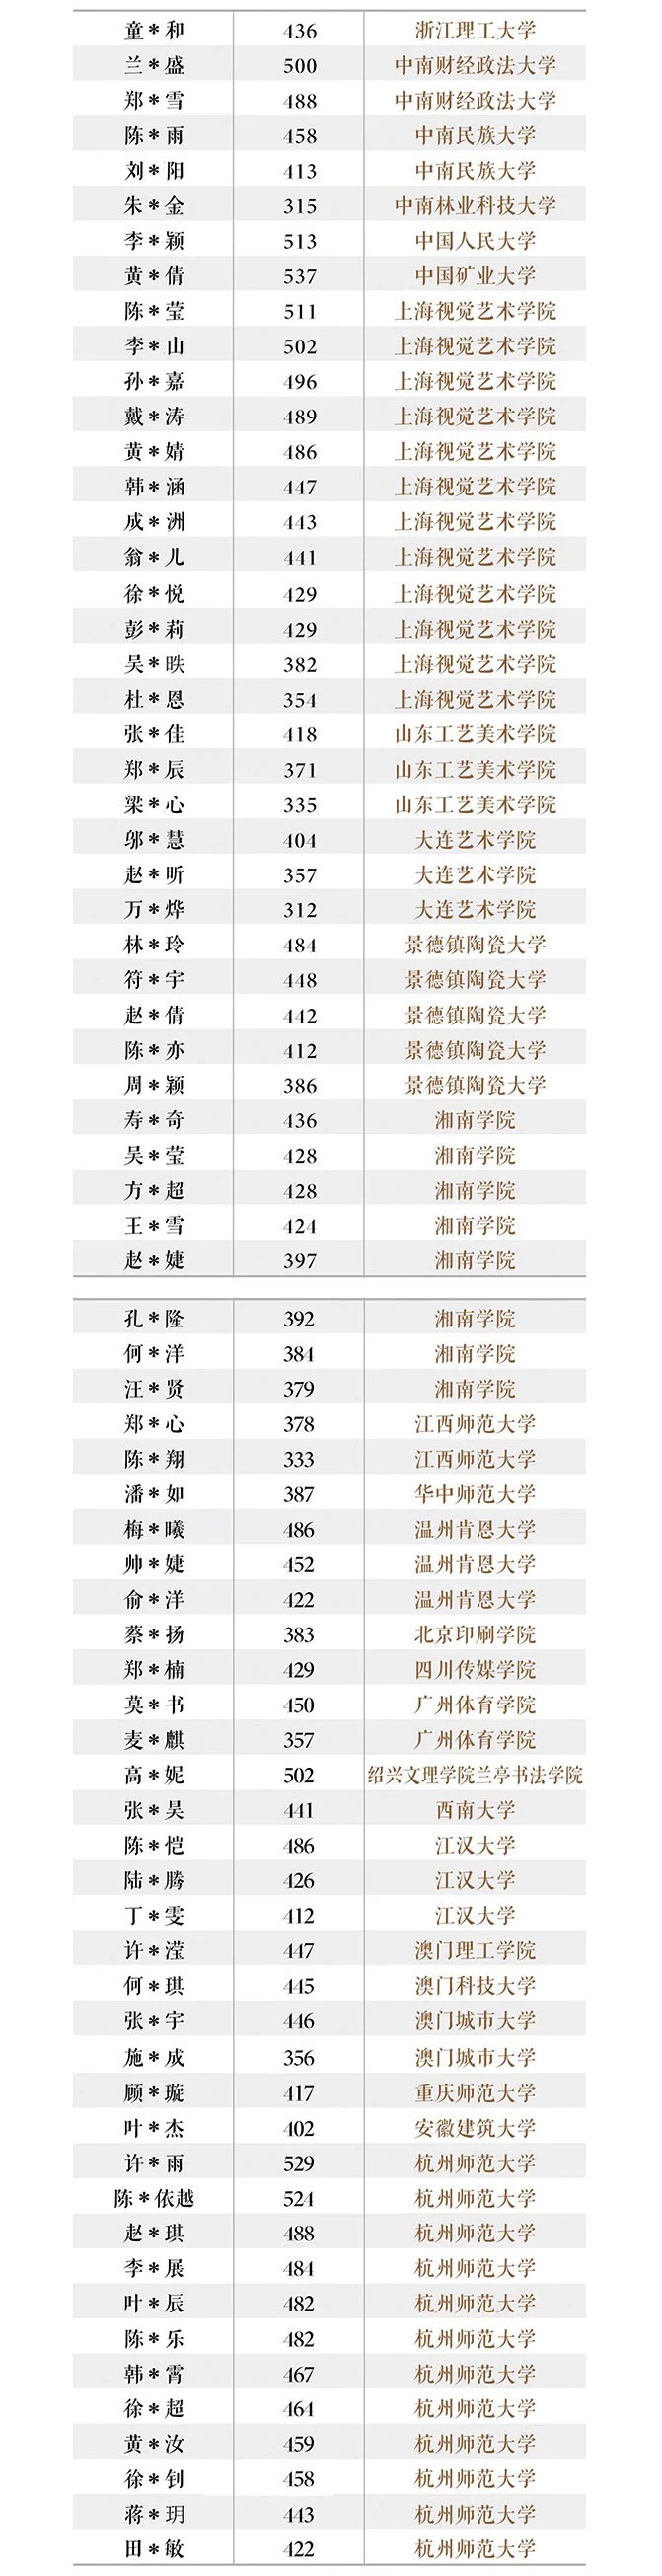 童*和 436 浙江理工大学
兰*盛 500 中南财经政法大学
郑*雪 488 中南财经政法大学
陈*雨 458 中南民族大学
刘*阳 413 中南民族大学
朱*金 315 中南林业科技大学
李*颖 513 中国人民大学
黄*倩 537 中国矿业大学
陈*莹 511 上海视觉艺术学院
李*山 502 上海视觉艺术学院
孙*嘉 496 上海视觉艺术学院
戴*涛 489 上海视觉艺术学院
黄*婧 486 上海视觉艺术学院
韩*涵 447 上海视觉艺术学院
成*洲 443 上海视觉艺术学院
翁*儿 441 上海视觉艺术学院
徐*悦 429 上海视觉艺术学院
彭*莉 429 上海视觉艺术学院
吴*昳 382 上海视觉艺术学院
杜*恩 354 上海视觉艺术学院
张*佳 418 山东工艺美术学院
郑*辰 371 山东工艺美术学院
梁*心 335 山东工艺美术学院
邬*慧 404 大连艺术学院
赵*昕 357 大连艺术学院
万*烨 312 大连艺术学院
林*玲 484 景德镇陶瓷大学
符*宇 448 景德镇陶瓷大学
赵*倩 442 景德镇陶瓷大学
陈*亦 412 景德镇陶瓷大学
周*颖 386 景德镇陶瓷大学
寿*奇 436 湘南学院
吴*莹 428 湘南学院
方*超 428 湘南学院
王*雪 424 湘南学院
赵*婕 397 湘南学院
孔*隆 392 湘南学院
何*洋 384 湘南学院
汪*贤 379 湘南学院
郑*心 378 江西师范大学
陈*翔 333 江西师范大学
潘*如 387 华中师范大学
梅*曦 486 温州肯恩大学
帅*婕 452 温州肯恩大学
俞*洋 422 温州肯恩大学
蔡*扬 383 北京印刷学院
郑*楠 429 四川传媒学院
莫*书 450 广州体育学院
麦*麒 357 广州体育学院
高*妮 502 绍兴文理学院兰亭书法学院
张*昊 441 西南大学
陈*恺 486 江汉大学
陆*腾 426 江汉大学
丁*雯 412 江汉大学
许*滢 447 澳门理工学院
何*琪 445 澳门科技大学
张*宇 446 澳门城市大学
施*成 356 澳门城市大学
顾*璇 417 重庆师范大学
叶*杰 402 安徽建筑大学
许*雨 529 杭州师范大学
陈*依越 524 杭州师范大学
赵*琪 488 杭州师范大学
李*展 484 杭州师范大学
叶*辰 482 杭州师范大学
陈*乐 482 杭州师范大学
韩*霄 467 杭州师范大学
徐*超 464 杭州师范大学
黄*汝 459 杭州师范大学
徐*钊 458 杭州师范大学
蒋*玥 443 杭州师范大学
田*敏 422 杭州师范大学